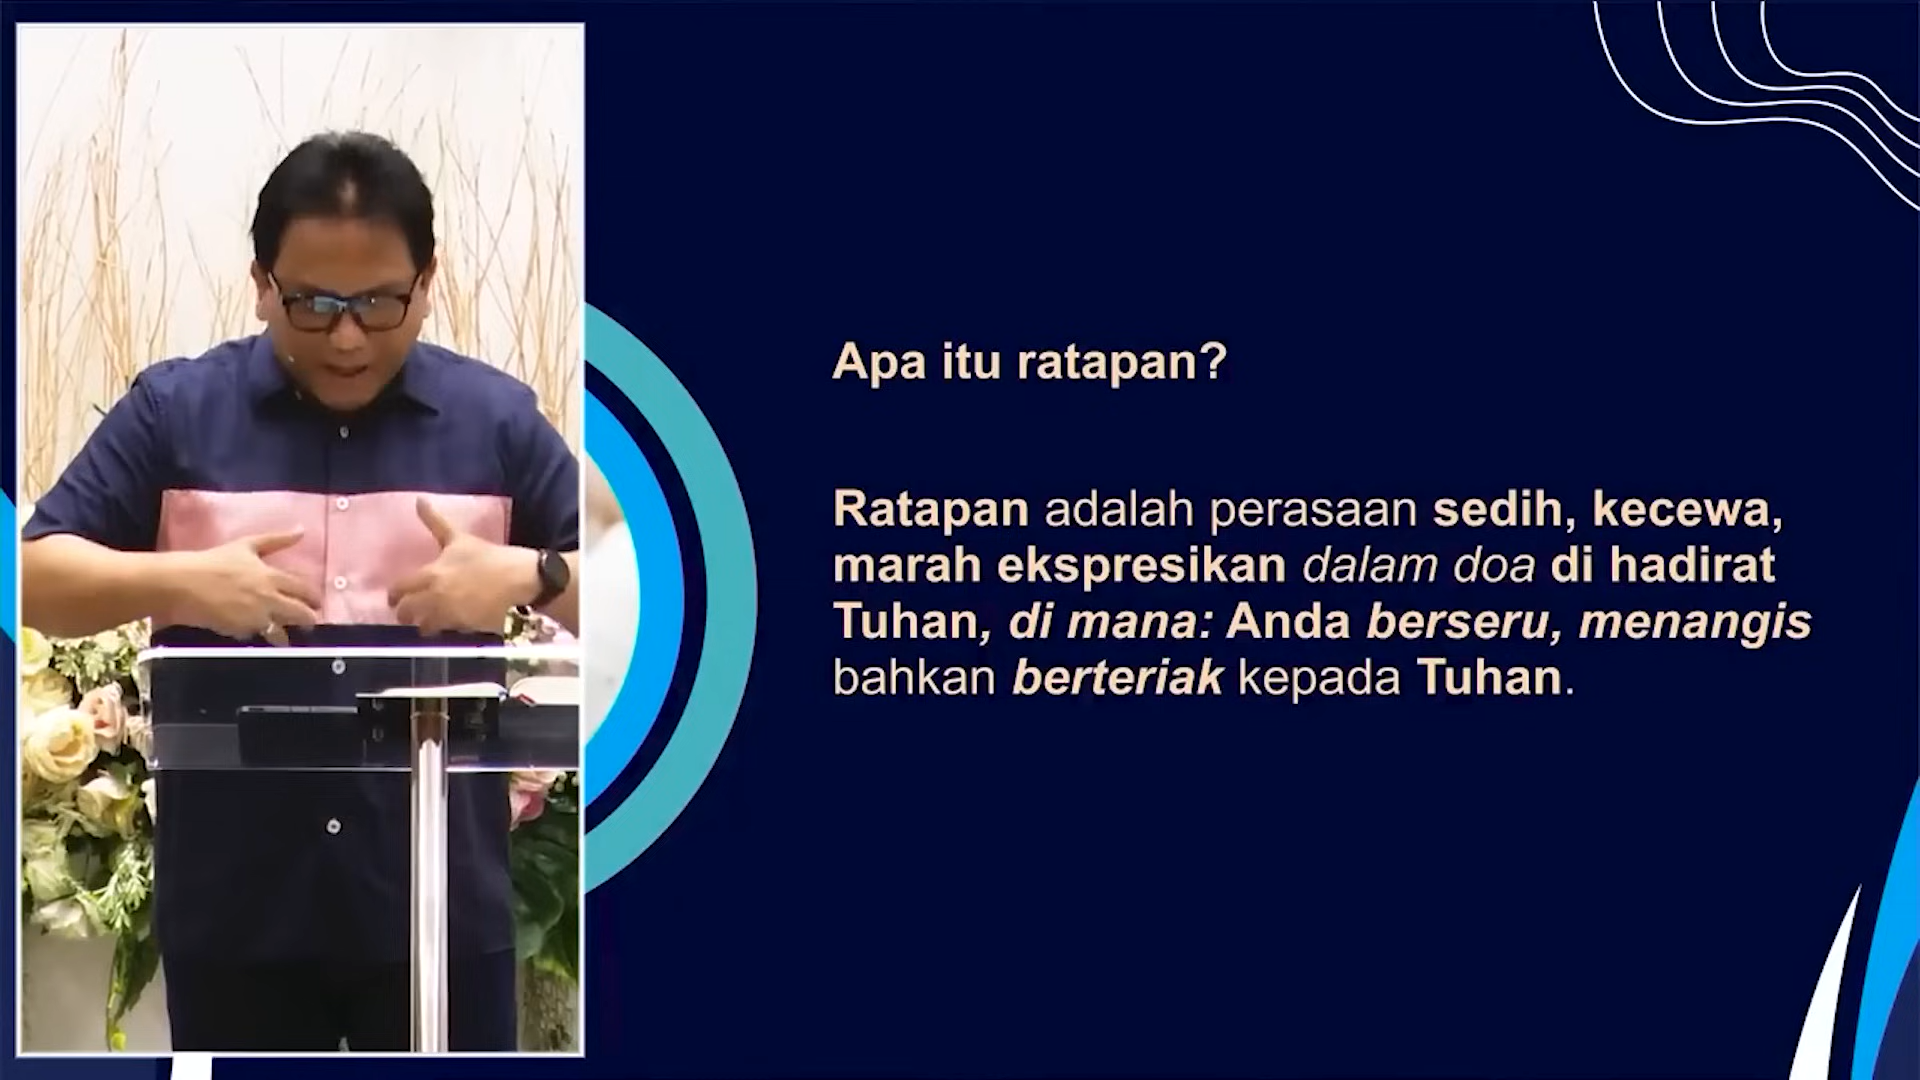 Apa itu ratapan?
Ratapan adalah perasaan sedih, kecewa,
marah ekspresikan dalam doa di hadirat
Tuhan, di mana: Anda berseru, menangis
bahkan berteriak kepada Tuhan.